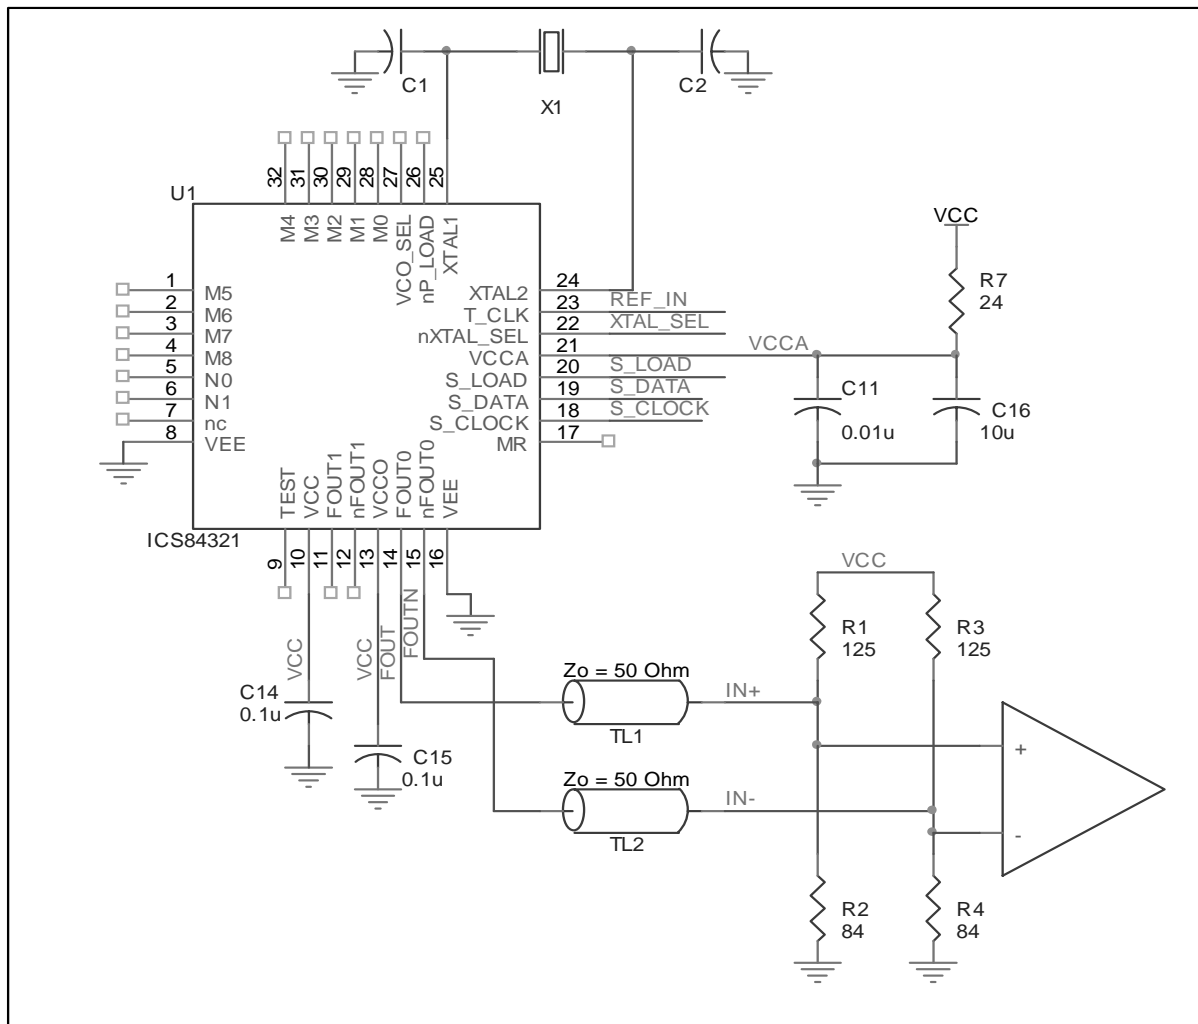 C1
C2
X1
32
31
30
29
28
27
26
25
U1
M4
M3
M2
M1
M0
VCO_SEL
nP_LOAD
XTAL1
VCC
1
M5
2
M6
3
M7
4
M8
5
N0
6
N1
7
nc
8
VEE
XTAL2
24
T_CLK
23
REF_IN
nXTAL_SEL
22
XTAL_SEL
VCCA
21
VCCA
S_LOAD
20
S_LOAD
S_DATA
19
S_DATA
S_CLOCK
18
S_CLOCK
MR
17
R7
24
C11
0.01u
C16
10u
TEST
VCC
FOUT1
nFOUT1
VCCO
FOUT0
nFOUT0
VEE
ICS84321
9
10
11
12
13
14
15
16
VCC
VCC
FOUT
FOUTN
C14
0.1u
C15
0.1u
VCC
R1
125
R3
125
Zo = 50 Ohm
IN+
TL1
Zo = 50 Ohm
IN-
TL2
+
-
R2
84
R4
84